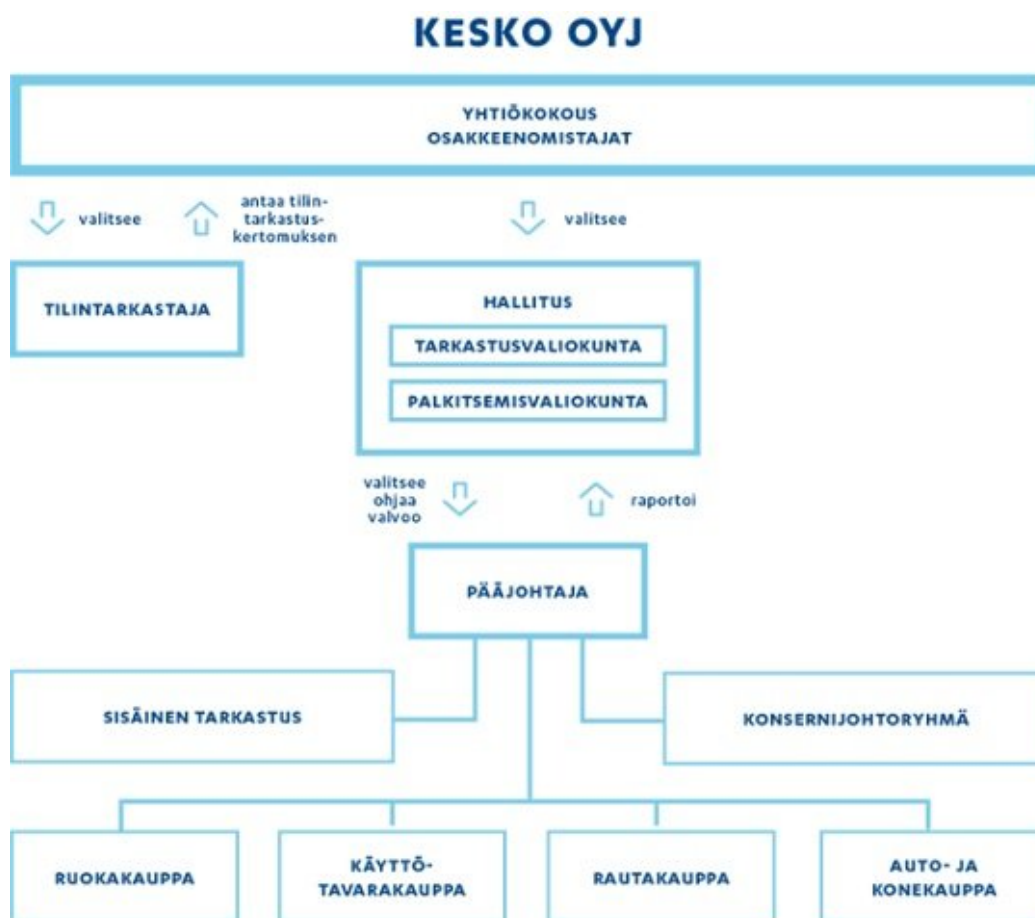 KESKO OYJ
YHTIÖKOKOUS
OSAKKEENOMISTAJAT
valitsee
antaa tilin-
tarkastus-
kertomuksen
valitsee
TILINTARKASTAJA
HALLITUS
TARKASTUSVALIOKUNTA
PALKITSEMISVALIOKUNTA
valitsee
ohjaa
valvoo
raportoi
PÄÄJOHTAJA
SISÄINEN TARKASTUS
KONSERNIJOHTORYHMÄ
RUOKAKAUPPA
KÄYTTÖ-
TAVARAKAUPPA
RAUTAKAUPPA
AUTO- JA
KONEKAUPPA